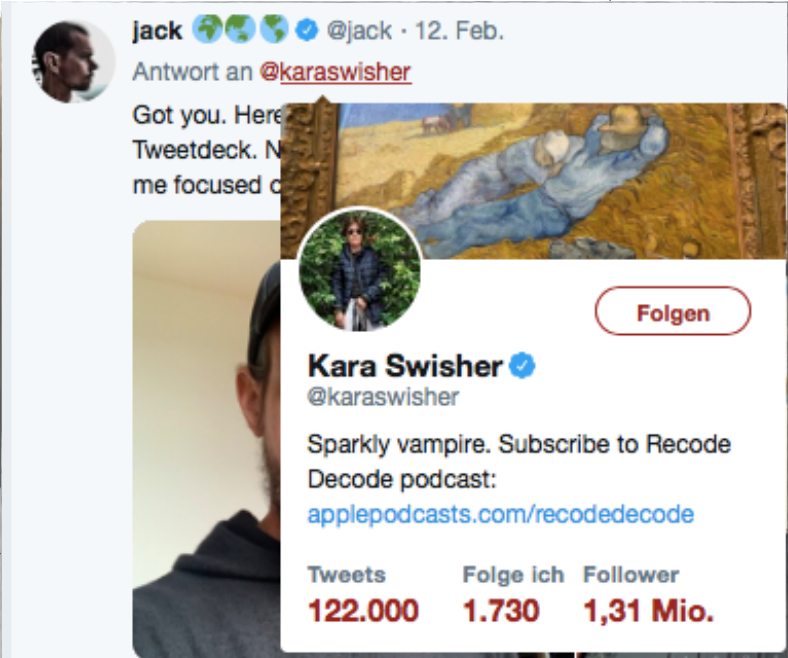 jack @jack · 12. Feb.
Antwort an @karaswisher
Got you. Here
Tweetdeck. N
me focused
Folgen
Kara Swisher
@karaswisher
Sparkly vampire. Subscribe to Recode
Decode podcast:
applepodcasts.com/recodedecode
Tweets Folge ich Follower
122.000 1.730 1,31 Mio.